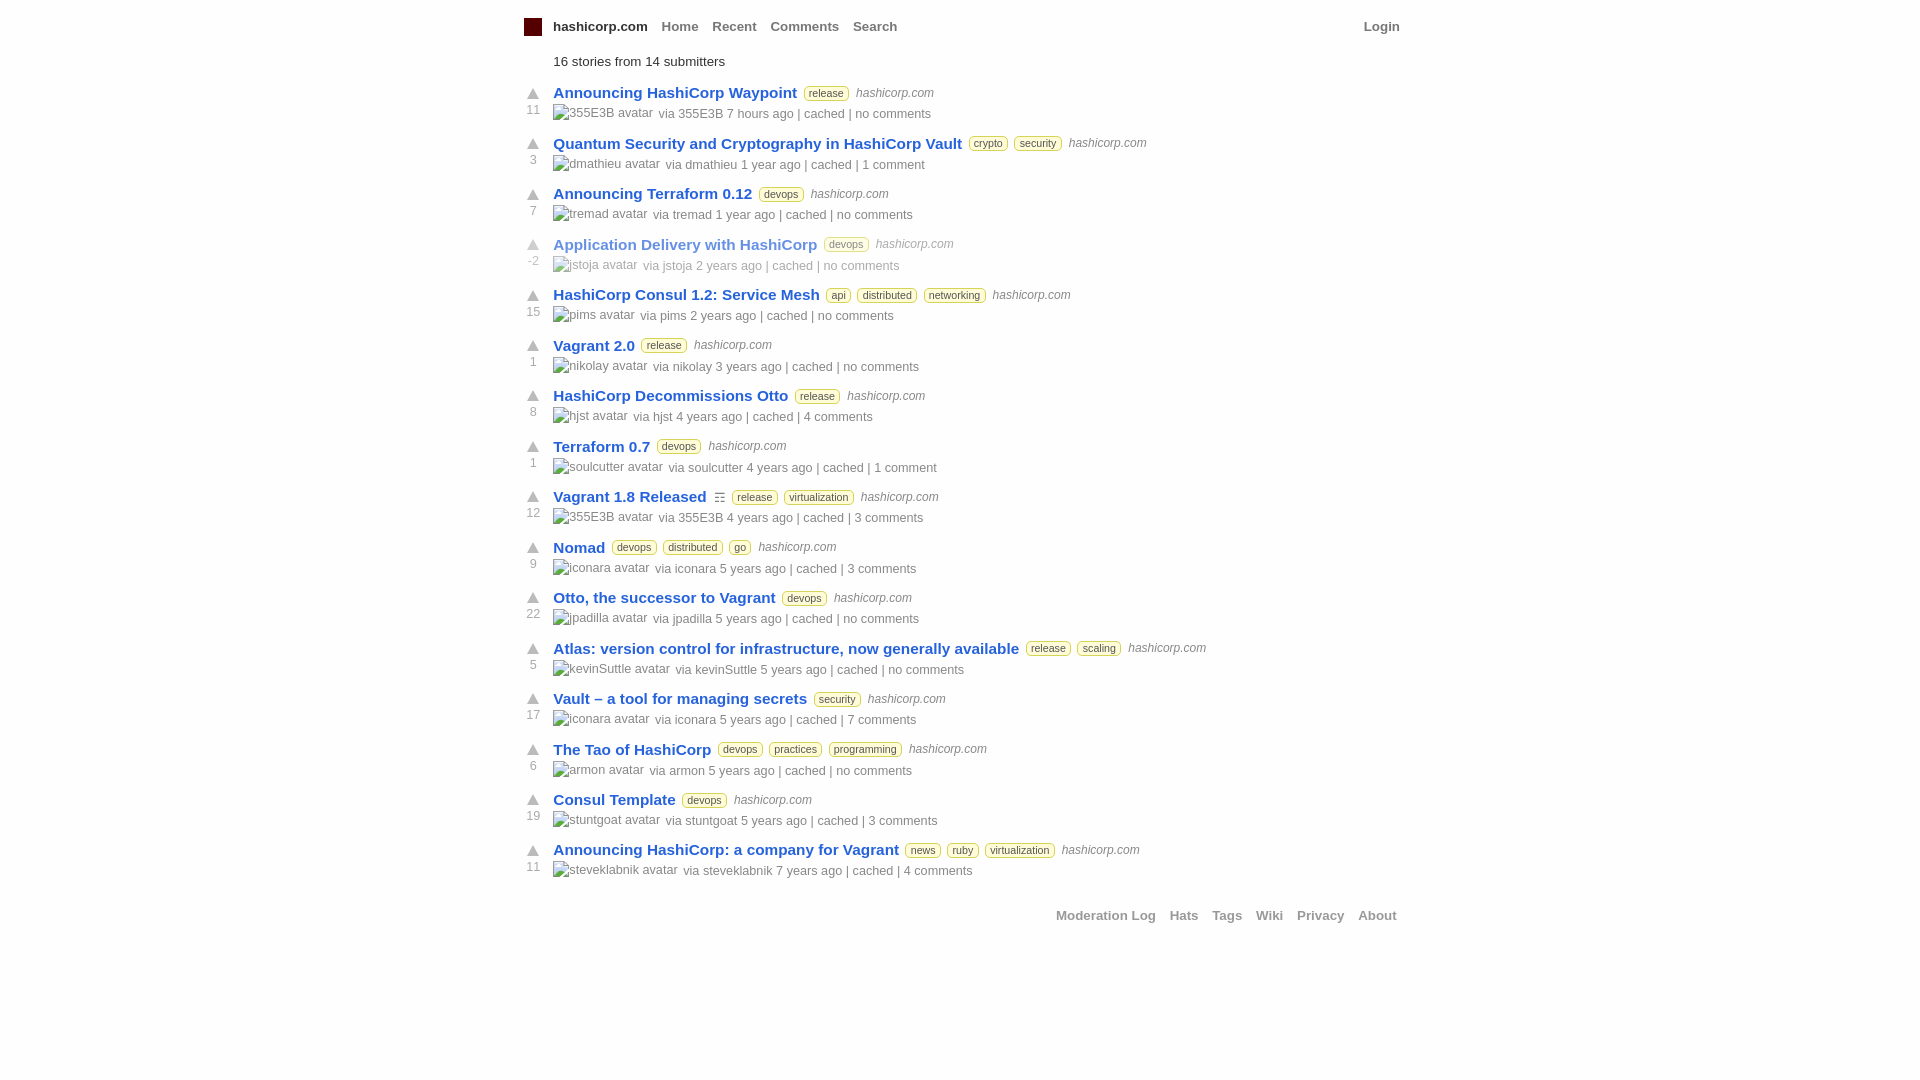 hashicorp.com Home Recent Comments Search Login
16 stories from 14 submitters
Announcing HashiCorp Waypoint release hashicorp.com
11 355E3B avatar via 355E3B 7 hours ago | cached | no comments
Quantum Security and Cryptography in HashiCorp Vault crypto security hashicorp.com
3 dmathieu avatar via dmathieu 1 year ago | cached | 1 comment
Announcing Terraform 0.12 devops hashicorp.com
7 tremad avatar via tremad 1 year ago | cached | no comments
Application Delivery with HashiCorp devops hashicorp.com
-2 jstoja avatar via jstoja 2 years ago | cached | no comments
HashiCorp Consul 1.2: Service Mesh api distributed networking hashicorp.com
15 pims avatar via pims 2 years ago | cached | no comments
Vagrant 2.0 release hashicorp.com
1 nikolay avatar via nikolay 3 years ago | cached | no comments
HashiCorp Decommissions Otto release hashicorp.com
8 hjst avatar via hjst 4 years ago | cached | 4 comments
Terraform 0.7 devops hashicorp.com
1 soulcutter avatar via soulcutter 4 years ago | cached | 1 comment
Vagrant 1.8 Released ☶ release virtualization hashicorp.com
12 355E3B avatar via 355E3B 4 years ago | cached | 3 comments
Nomad devops distributed go hashicorp.com
9 iconara avatar via iconara 5 years ago | cached | 3 comments
Otto, the successor to Vagrant devops hashicorp.com
22 jpadilla avatar via jpadilla 5 years ago | cached | no comments
Atlas: version control for infrastructure, now generally available release scaling hashicorp.com
5 kevinSuttle avatar via kevinSuttle 5 years ago | cached | no comments
Vault – a tool for managing secrets security hashicorp.com
17 iconara avatar via iconara 5 years ago | cached | 7 comments
The Tao of HashiCorp devops practices programming hashicorp.com
6 armon avatar via armon 5 years ago | cached | no comments
Consul Template devops hashicorp.com
19 stuntgoat avatar via stuntgoat 5 years ago | cached | 3 comments
Announcing HashiCorp: a company for Vagrant news ruby virtualization hashicorp.com
11 steveklabnik avatar via steveklabnik 7 years ago | cached | 4 comments
Moderation Log Hats Tags Wiki Privacy About